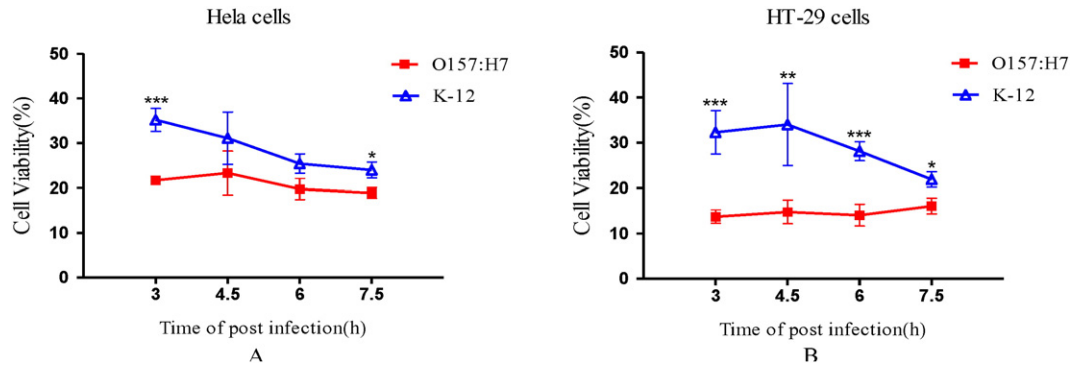 Hela cells
50
40
30
20
10
0
Cell Viability(%)
***
*
O157:H7
K-12
3 4.5 6 7.5
Time of post infection(h)
A
HT-29 cells
50
40
30
20
10
0
Cell Viability(%)
***
**
***
*
O157:H7
K-12
3 4.5 6 7.5
Time of post infection(h)
B